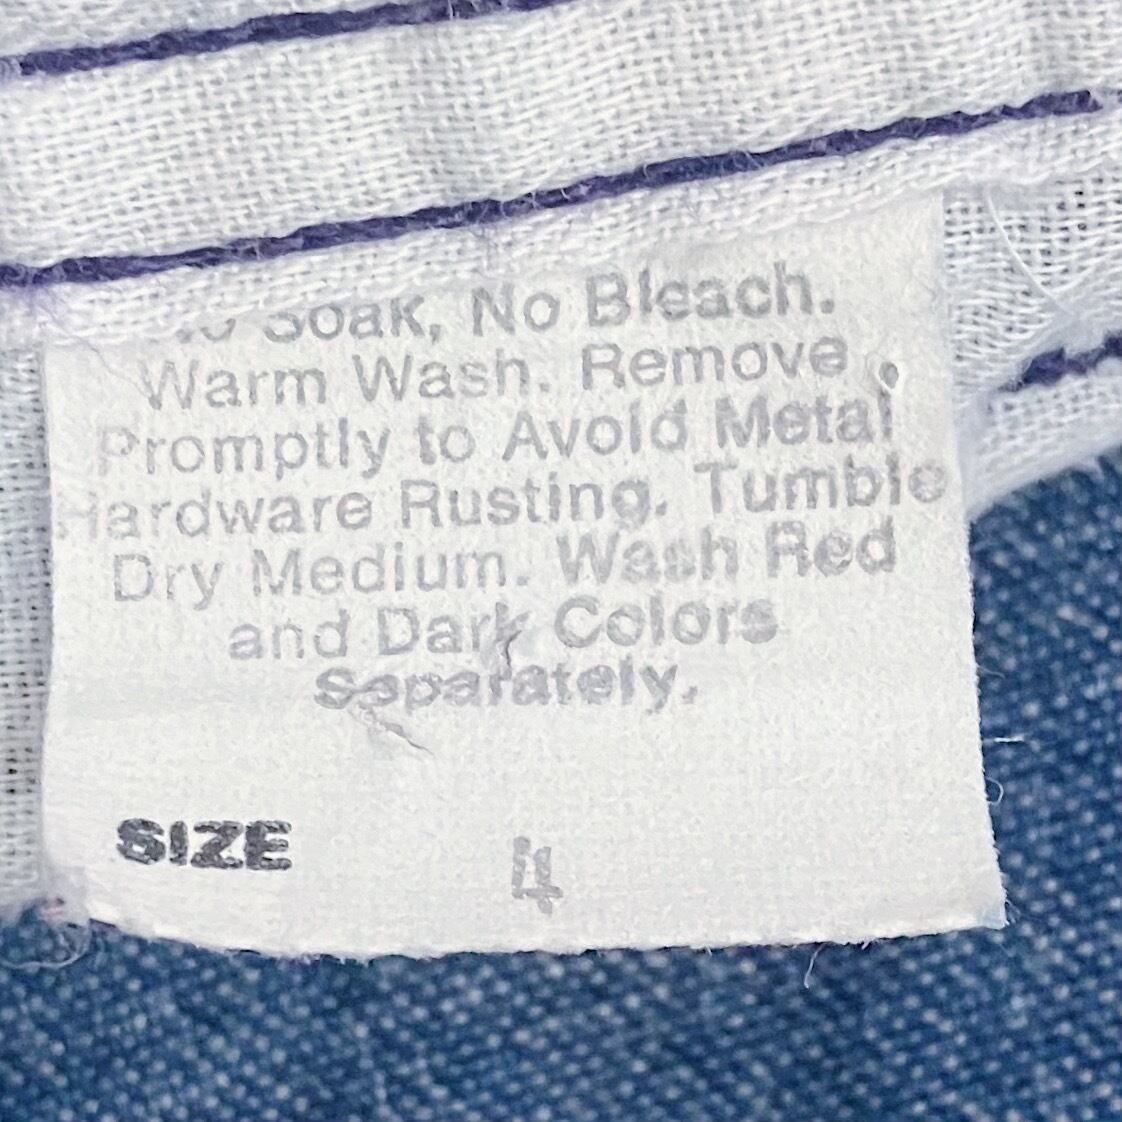 No Soak, No Bleach.
Warm Wash. Remove
Promptly to Avoid Metal
Hardware Rusting. Tumble
Dry Medium. Wash Red
and Dark Colors
Separately.
SIZE 4